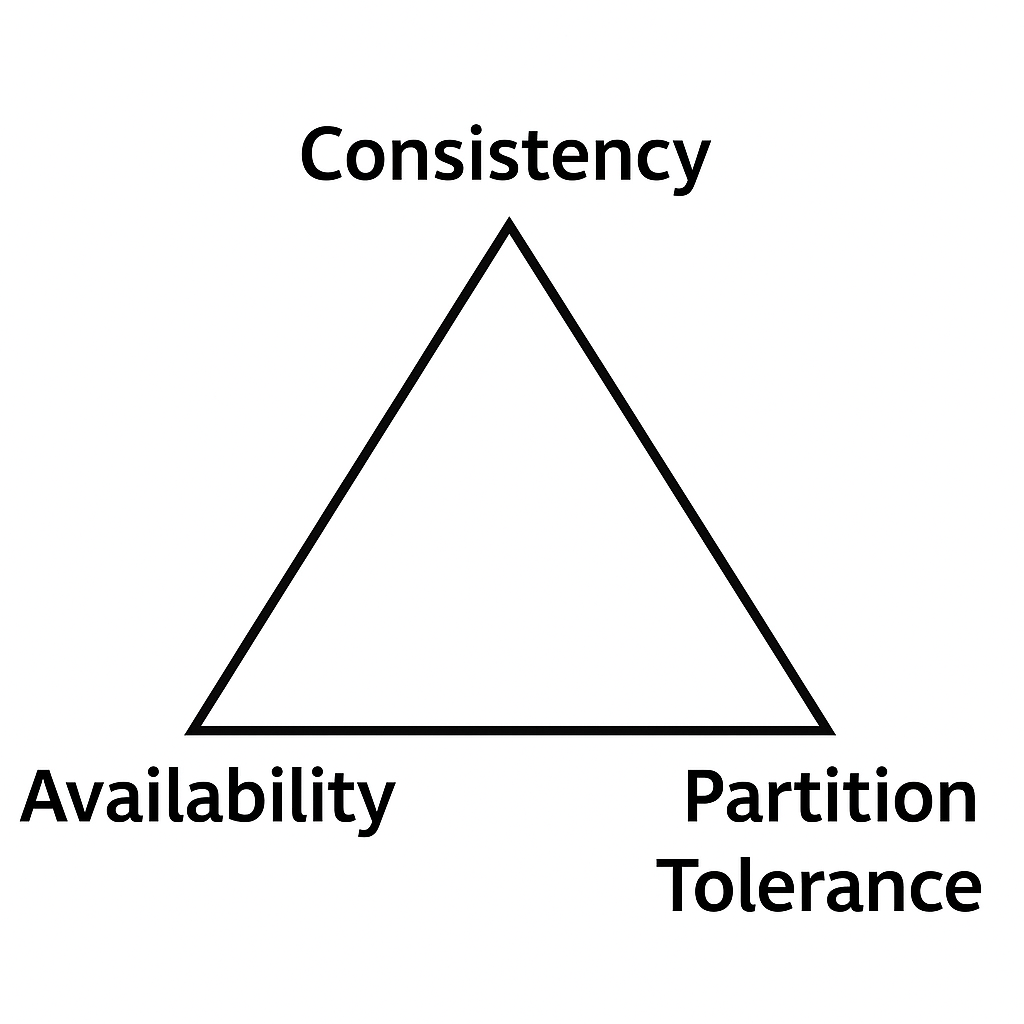 Consistency
Availability
Partition
Tolerance